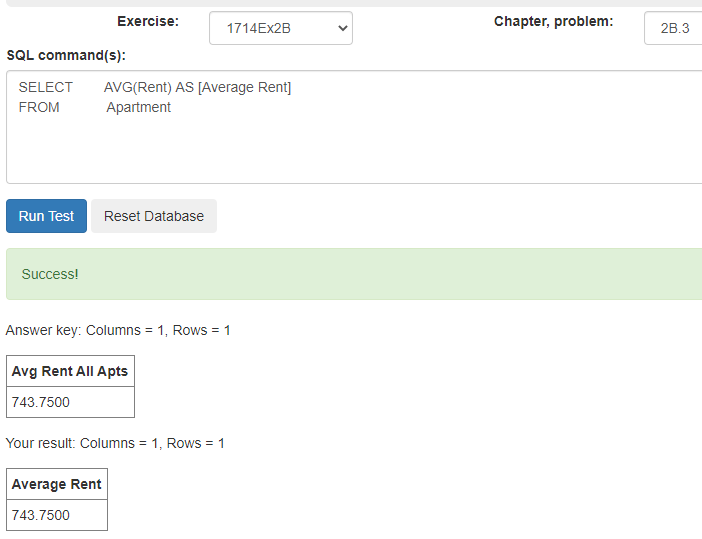 Exercise: 1714Ex2B Chapter, problem: 2B.3
SQL command(s):
SELECT AVG(Rent) AS [Average Rent]
FROM Apartment
Run Test Reset Database
Success!
Answer key: Columns = 1, Rows = 1
Avg Rent All Apts
743.7500
Your result: Columns = 1, Rows = 1
Average Rent
743.7500